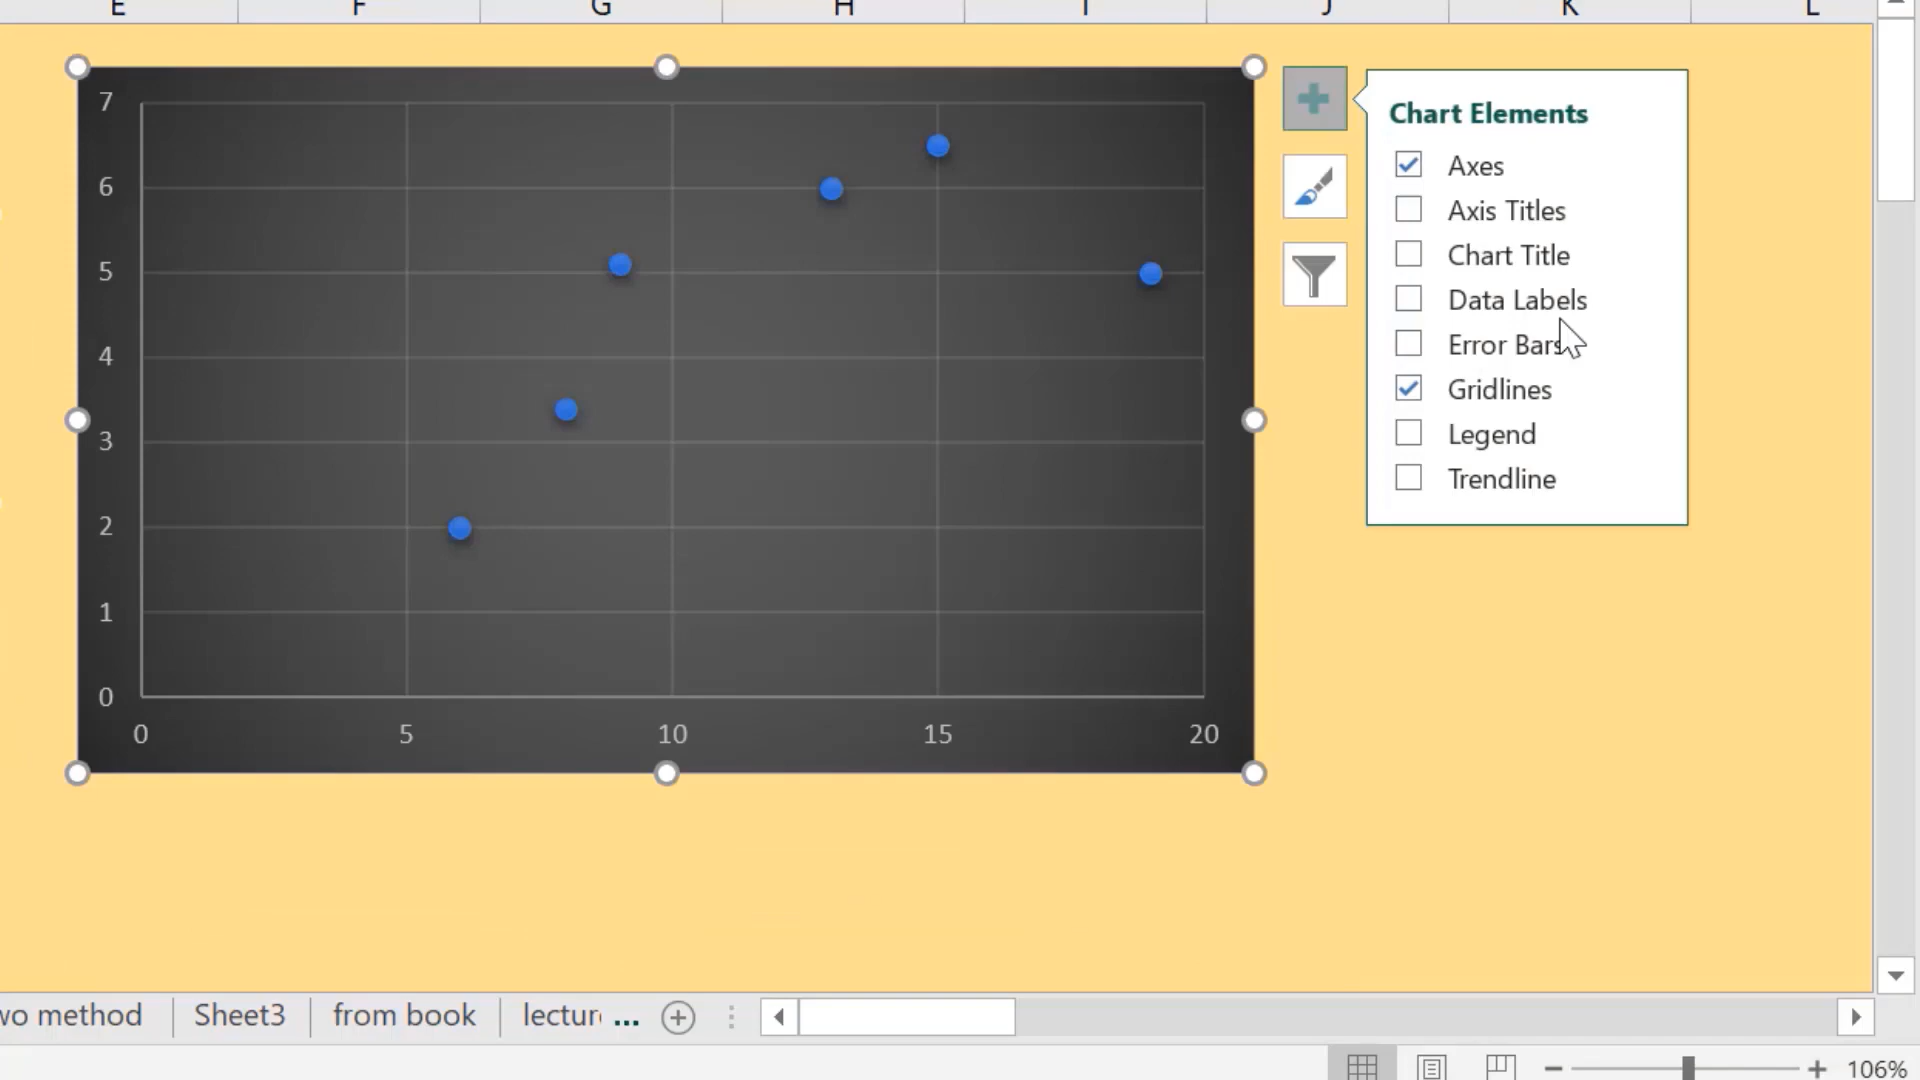 E F G H I J K L
7
6
5
4
3
2
1
0
0 5 10 15 20
Chart Elements
Axes
Axis Titles
Chart Title
Data Labels
Error Bars
Gridlines
Legend
Trendline
wo method Sheet3 from book lectur ...
106%